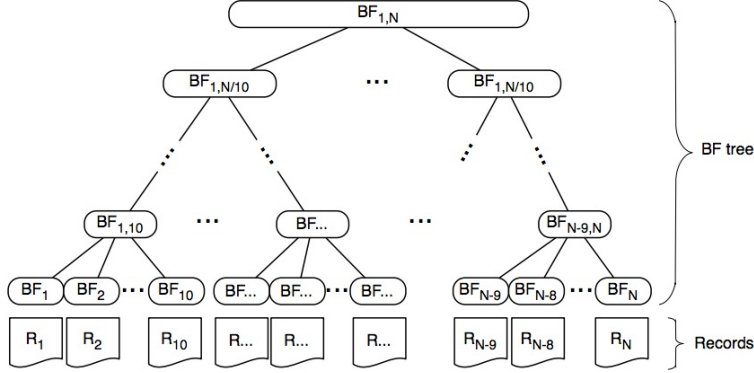 BF1,N
BF1,N/10 ... BF1,N/10
BF tree
BF1,10 ... BF... ... BFN-9,N
BF1 BF2 ... BF10 BF... BF... ... BF... BFN-9 BFN-8 ... BFN
R1 R2 R10 R... R... R... RN-9 RN-8 RN Records